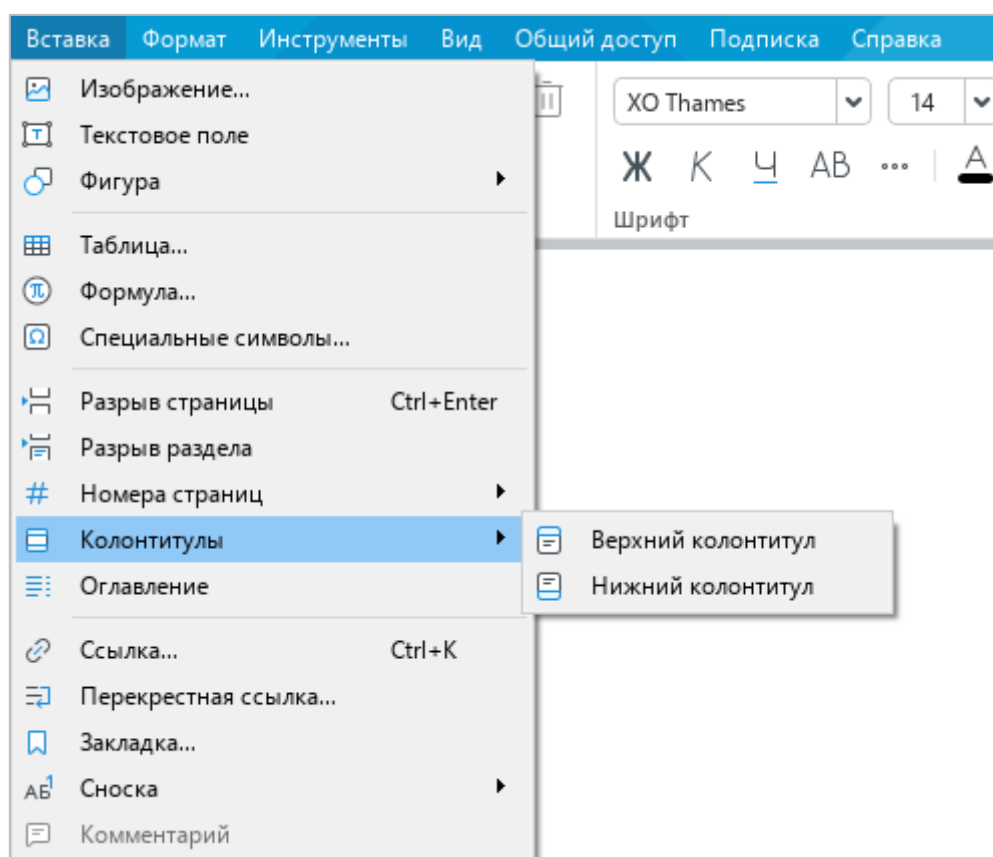 Вставка Формат Инструменты Вид Общий доступ Подписка Справка
Изображение...
XO Thames 14
Текстовое поле
Ж К Ч АВ ••• А
Фигура
Шрифт
Таблица...
π Формула...
Ω Специальные символы...
Разрыв страницы Ctrl+Enter
Разрыв раздела
# Номера страниц
Колонтитулы
Верхний колонтитул
Оглавление
Нижний колонтитул
Ссылка... Ctrl+K
Перекрестная ссылка...
Закладка...
АБ1 Сноска
Комментарий